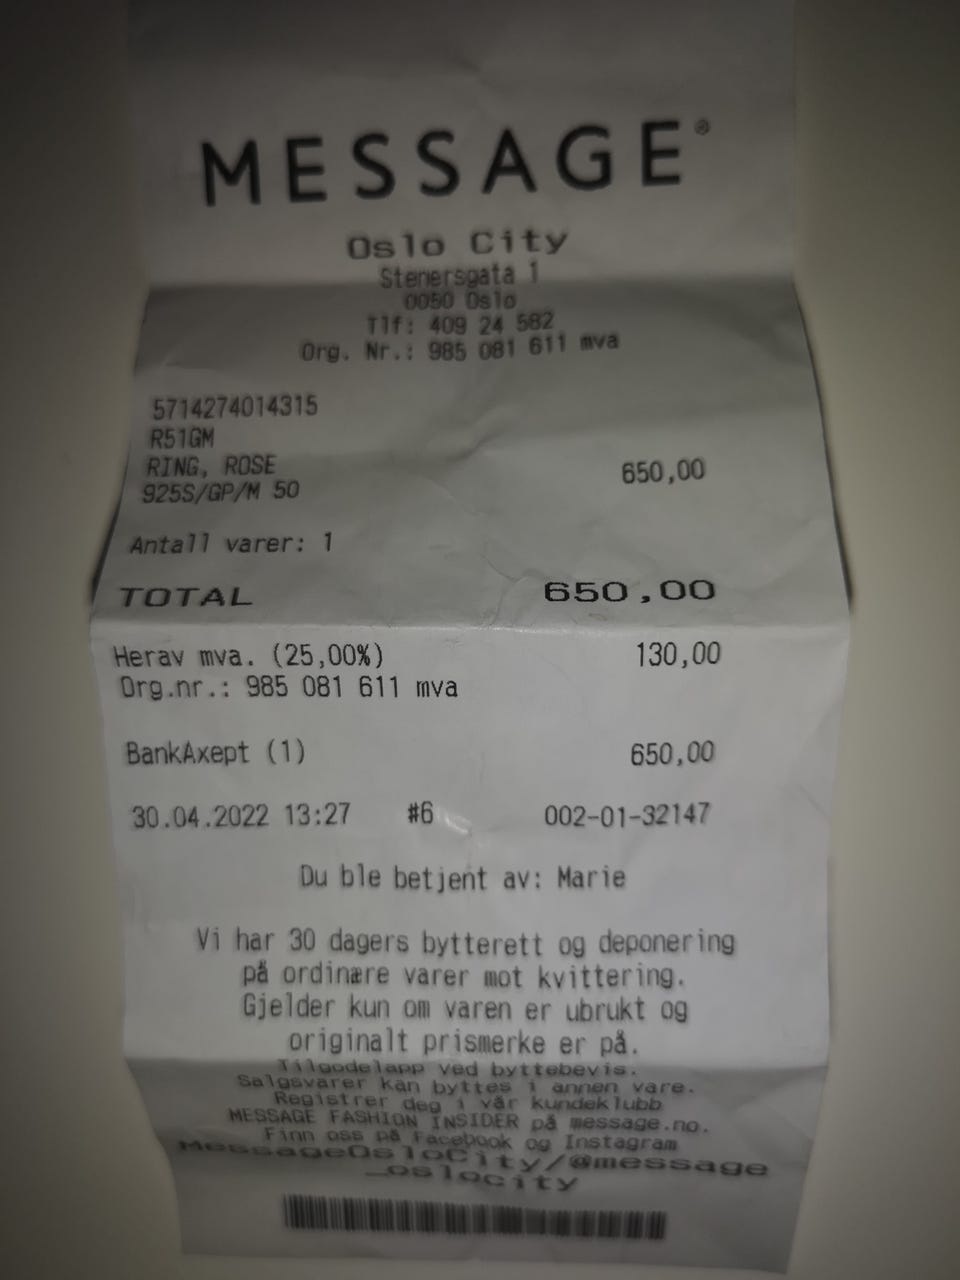 MESSAGE®
Oslo City
Stenersgata 1
0050 Oslo
Tlf: 409 24 582
Org. Nr.: 985 081 611 mva
5714274014315
R51GM
RING, ROSE
925S/GP/M 50 650,00
Antall varer: 1
TOTAL 650,00
Herav mva. (25,00%) 130,00
Org.nr.: 985 081 611 mva
BankAxept (1) 650,00
30.04.2022 13:27 #6 002-01-32147
Du ble betjent av: Marie
Vi har 30 dagers bytterett og deponering
på ordinære varer mot kvittering.
Gjelder kun om varen er ubrukt og
originalt prismerke er på.
Tilgodelapp ved byttebevis.
Salgsvarer kan byttes i annen vare.
Registrer deg i vår kundeklubb
MESSAGE FASHION INSIDER på message.no.
Finn oss på Facebook og Instagram
MessageOsloCity/@message
_oslocity